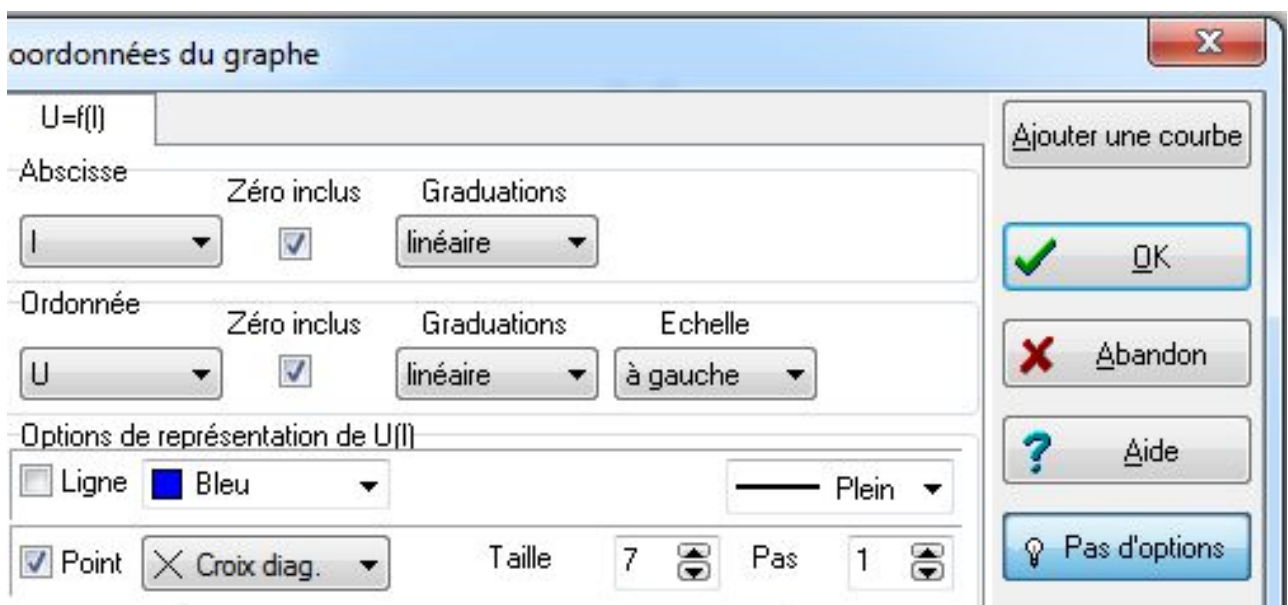 oordonnées du graphe
U=f(I)
Ajouter une courbe
Abscisse
Zéro inclus Graduations
I linéaire
OK
Ordonnée
Zéro inclus Graduations Echelle
U linéaire à gauche
Abandon
Options de représentation de U(I)
Aide
Ligne Bleu Plein
Point Croix diag. Taille 7 Pas 1
Pas d'options